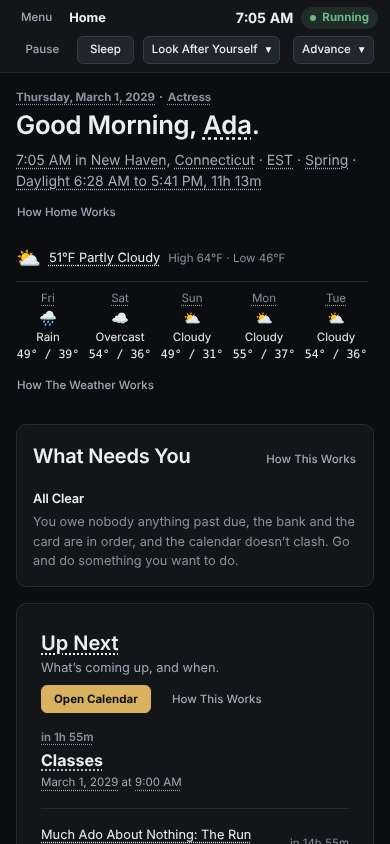 Menu Home 7:05 AM Running
Pause Sleep Look After Yourself ▾ Advance ▾
Thursday, March 1, 2029 · Actress
Good Morning, Ada.
7:05 AM in New Haven, Connecticut · EST · Spring ·
Daylight 6:28 AM to 5:41 PM, 11h 13m
How Home Works
51°F Partly Cloudy High 64°F · Low 46°F
Fri Sat Sun Mon Tue
Rain Overcast Cloudy Cloudy Cloudy
49° / 39° 54° / 36° 49° / 31° 55° / 37° 54° / 36°
How The Weather Works
What Needs You How This Works
All Clear
You owe nobody anything past due, the bank and the
card are in order, and the calendar doesn't clash. Go
and do something you want to do.
Up Next
What's coming up, and when.
Open Calendar How This Works
in 1h 55m
Classes
March 1, 2029 at 9:00 AM
Much Ado About Nothing: The Run in 14h 55m